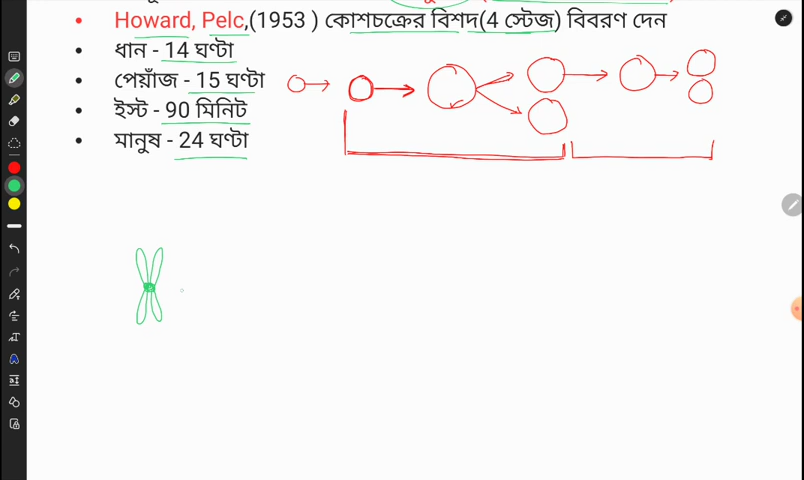 Howard, Pelc,(1953 ) কোশচক্রের বিশদ(4 স্টেজ) বিবরণ দেন
ধান - 14 ঘণ্টা
পেয়াঁজ - 15 ঘণ্টা
ইস্ট - 90 মিনিট
মানুষ - 24 ঘণ্টা